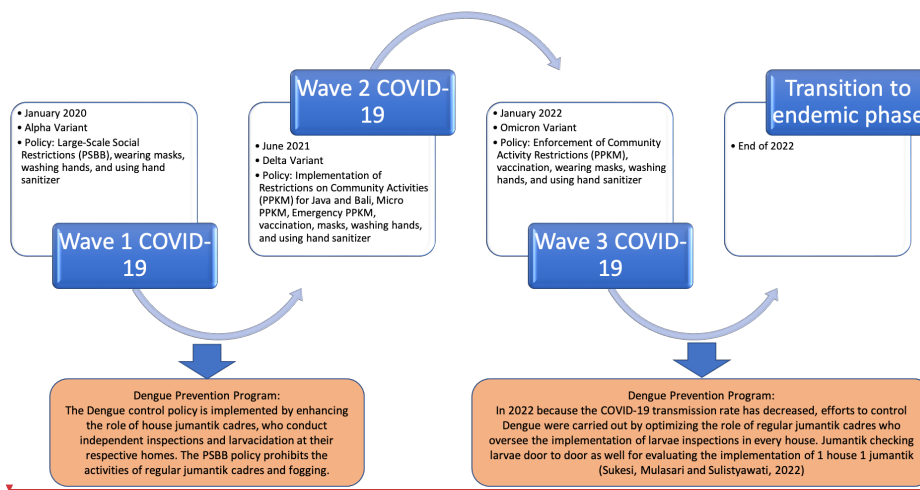 • January 2020
• Alpha Variant
• Policy: Large-Scale Social
Restrictions (PSBB), wearing masks,
washing hands, and using hand
sanitizer
Wave 1 COVID-
19
Wave 2 COVID-
19
• June 2021
• Delta Variant
• Policy: Implementation of
Restrictions on Community Activities
(PPKM) for Java and Bali, Micro
PPKM, Emergency PPKM,
vaccination, masks, washing hands,
and using hand sanitizer
• January 2022
• Omicron Variant
• Policy: Enforcement of Community
Activity Restrictions (PPKM),
vaccination, wearing masks, washing
hands, and using hand sanitizer
Wave 3 COVID-
19
Transition to
endemic phase
• End of 2022
Dengue Prevention Program:
The Dengue control policy is implemented by enhancing
the role of house jumantik cadres, who conduct
independent inspections and larvacidation at their
respective homes. The PSBB policy prohibits the
activities of regular jumantik cadres and fogging.
Dengue Prevention Program:
In 2022 because the COVID-19 transmission rate has decreased, efforts to control
Dengue were carried out by optimizing the role of regular jumantik cadres who
oversee the implementation of larvae inspections in every house. Jumantik checking
larvae door to door as well for evaluating the implementation of 1 house 1 jumantik
(Sukesi, Mulasari and Sulistyawati, 2022)